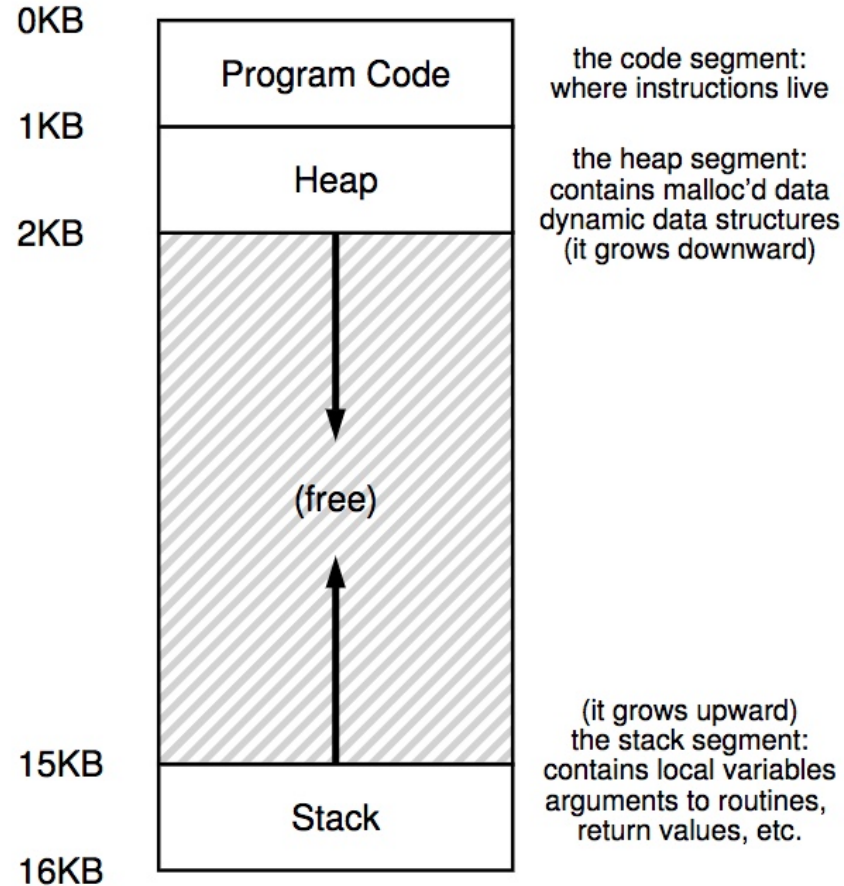 0KB
Program Code
the code segment:
where instructions live
1KB
Heap
the heap segment:
contains malloc'd data
dynamic data structures
(it grows downward)
2KB
(free)
(it grows upward)
the stack segment:
contains local variables
arguments to routines,
return values, etc.
15KB
Stack
16KB